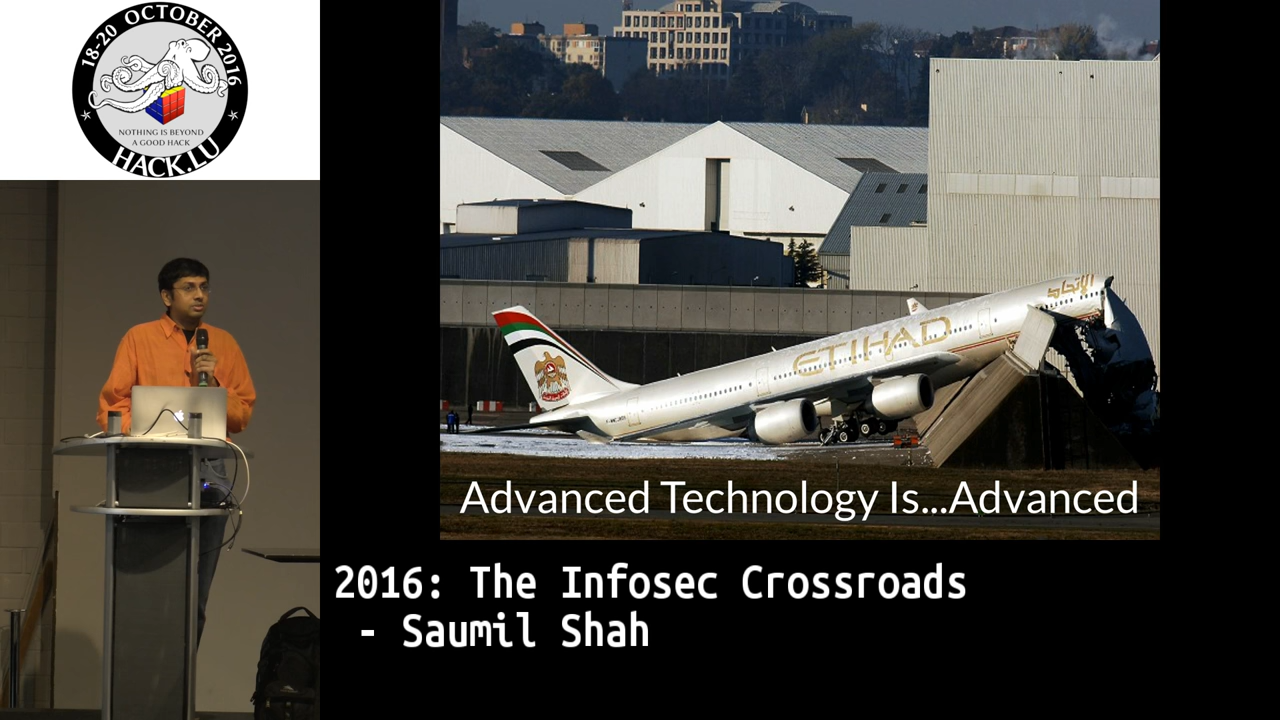 18-20 OCTOBER 2016
NOTHING IS BEYOND
A GOOD HACK
HACK.LU
ETIHAD
الإتحاد
Advanced Technology Is...Advanced
2016: The Infosec Crossroads
- Saumil Shah